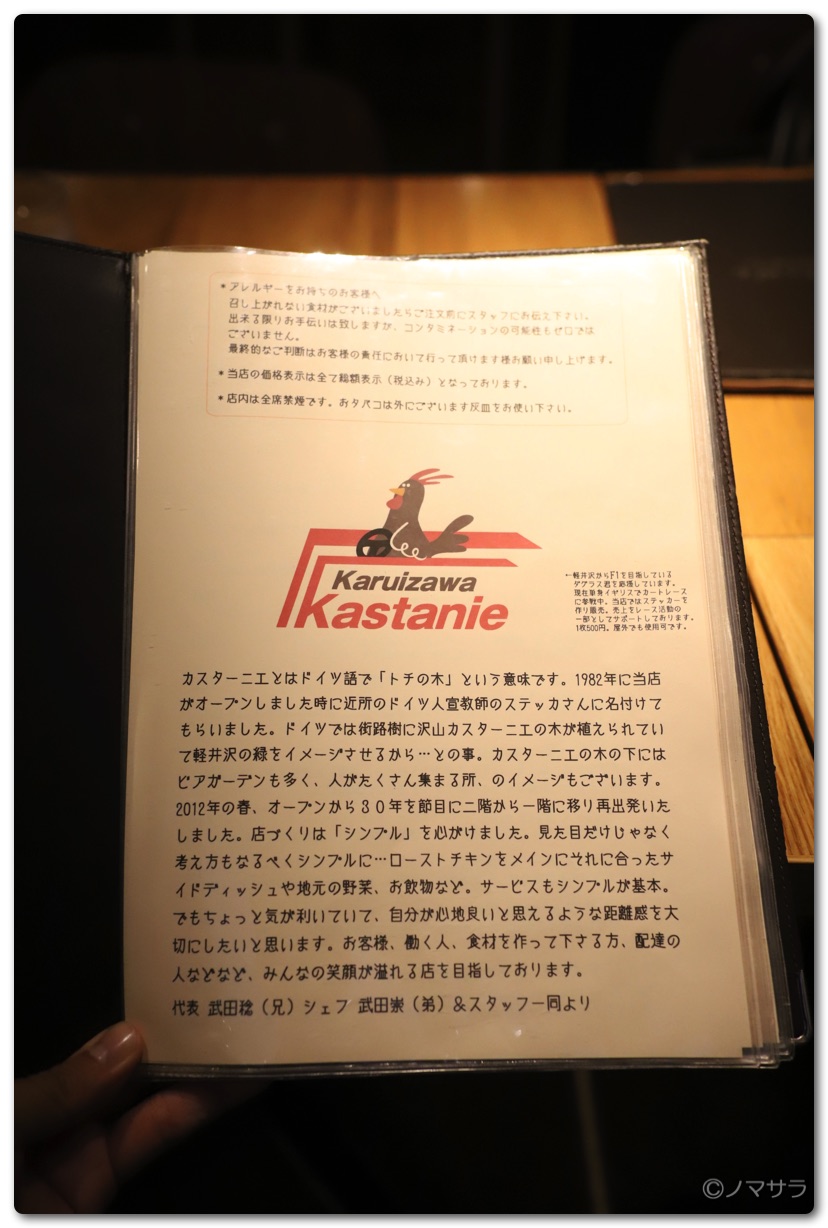 *アレルギーをお持ちのお客様へ
召し上がれない食材がございましたらご注文前にスタッフにお伝え下さい。
出来る限りお手伝いは致しますが、コンタミネーションの可能性もゼロでは
ございません。
最終的なご判断はお客様の責任において行って頂けます様お願い申し上げます。
*当店の価格表示は全て総額表示（税込み）となっております。
*店内は全席禁煙です。おタバコは外にございます灰皿をお使い下さい。
Karuizawa
Kastanie
←軽井沢からF1を目指している
ダグラス君を応援しています。
現在単身イギリスでカートレース
に参戦中。当店ではステッカーを
作り販売。売上をレース活動の
一部としてサポートしております。
1枚500円。屋外でも使用可です。
カスターニエとはドイツ語で「トチの木」という意味です。1982年に当店
がオープンしました時に近所のドイツ人宣教師のステッカさんに名付けて
もらいました。ドイツでは街路樹に沢山カスターニエの木が植えられてい
て軽井沢の緑をイメージさせるから…との事。カスターニエの木の下には
ビアガーデンも多く、人がたくさん集まる所、のイメージもございます。
2012年の春、オープンから３０年を節目に二階から一階に移り再出発いた
しました。店づくりは「シンプル」を心がけました。見た目だけじゃなく
考え方もなるべくシンプルに…ローストチキンをメインにそれに合ったサ
イドディッシュや地元の野菜、お飲物など。サービスもシンプルが基本。
でもちょっと気が利いていて、自分が心地良いと思えるような距離感を大
切にしたいと思います。お客様、働く人、食材を作って下さる方、配達の
人などなど、みんなの笑顔が溢れる店を目指しております。
代表 武田稔（兄）シェフ 武田崇（弟）＆スタッフ一同より
©ノマサラ